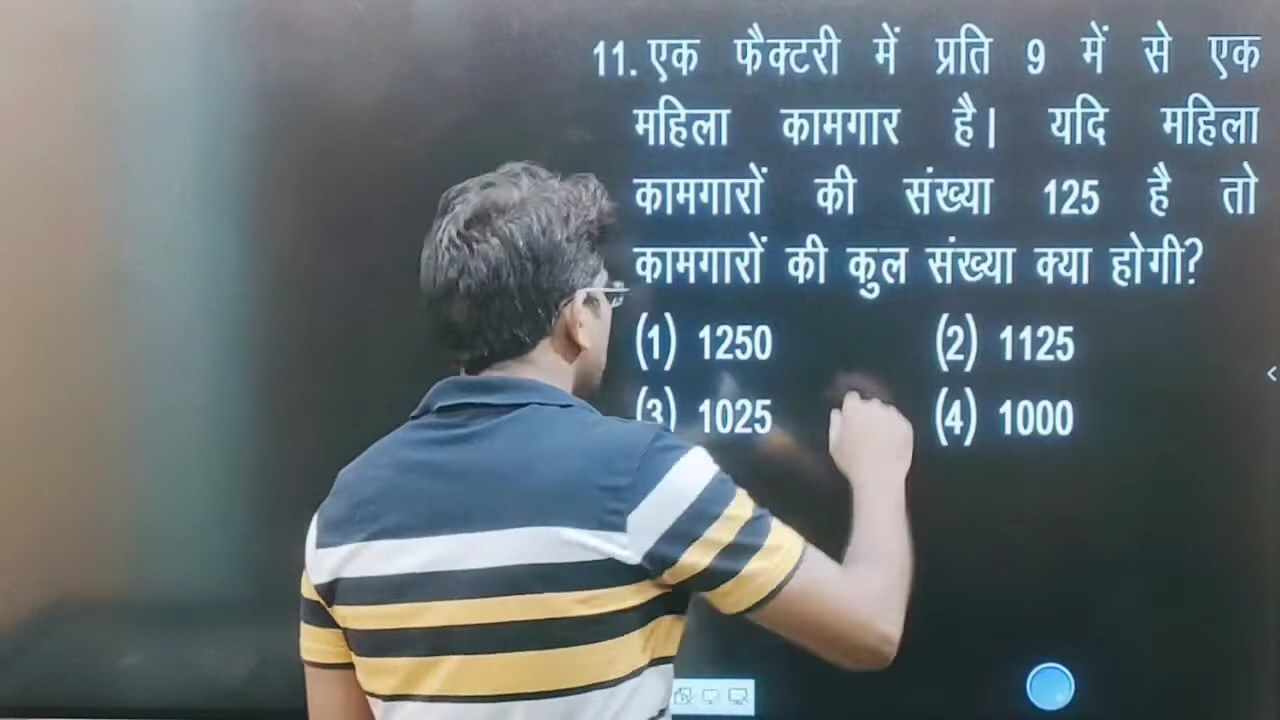 11. एक फैक्टरी में प्रति 9 में से एक
महिला कामगार है। यदि महिला
कामगारों की संख्या 125 है तो
कामगारों की कुल संख्या क्या होगी?
(1) 1250 (2) 1125
(3) 1025 (4) 1000